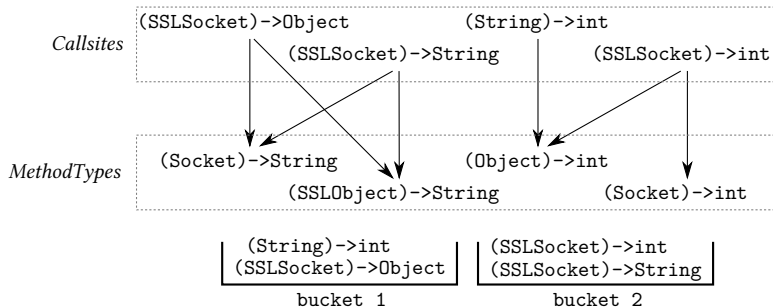 (SSLSocket)->Object (String)->int
Callsites
(SSLSocket)->String (SSLSocket)->int
(Socket)->String (Object)->int
MethodTypes
(SSLObject)->String (Socket)->int
(String)->int (SSLSocket)->int
(SSLSocket)->Object (SSLSocket)->String
bucket 1 bucket 2